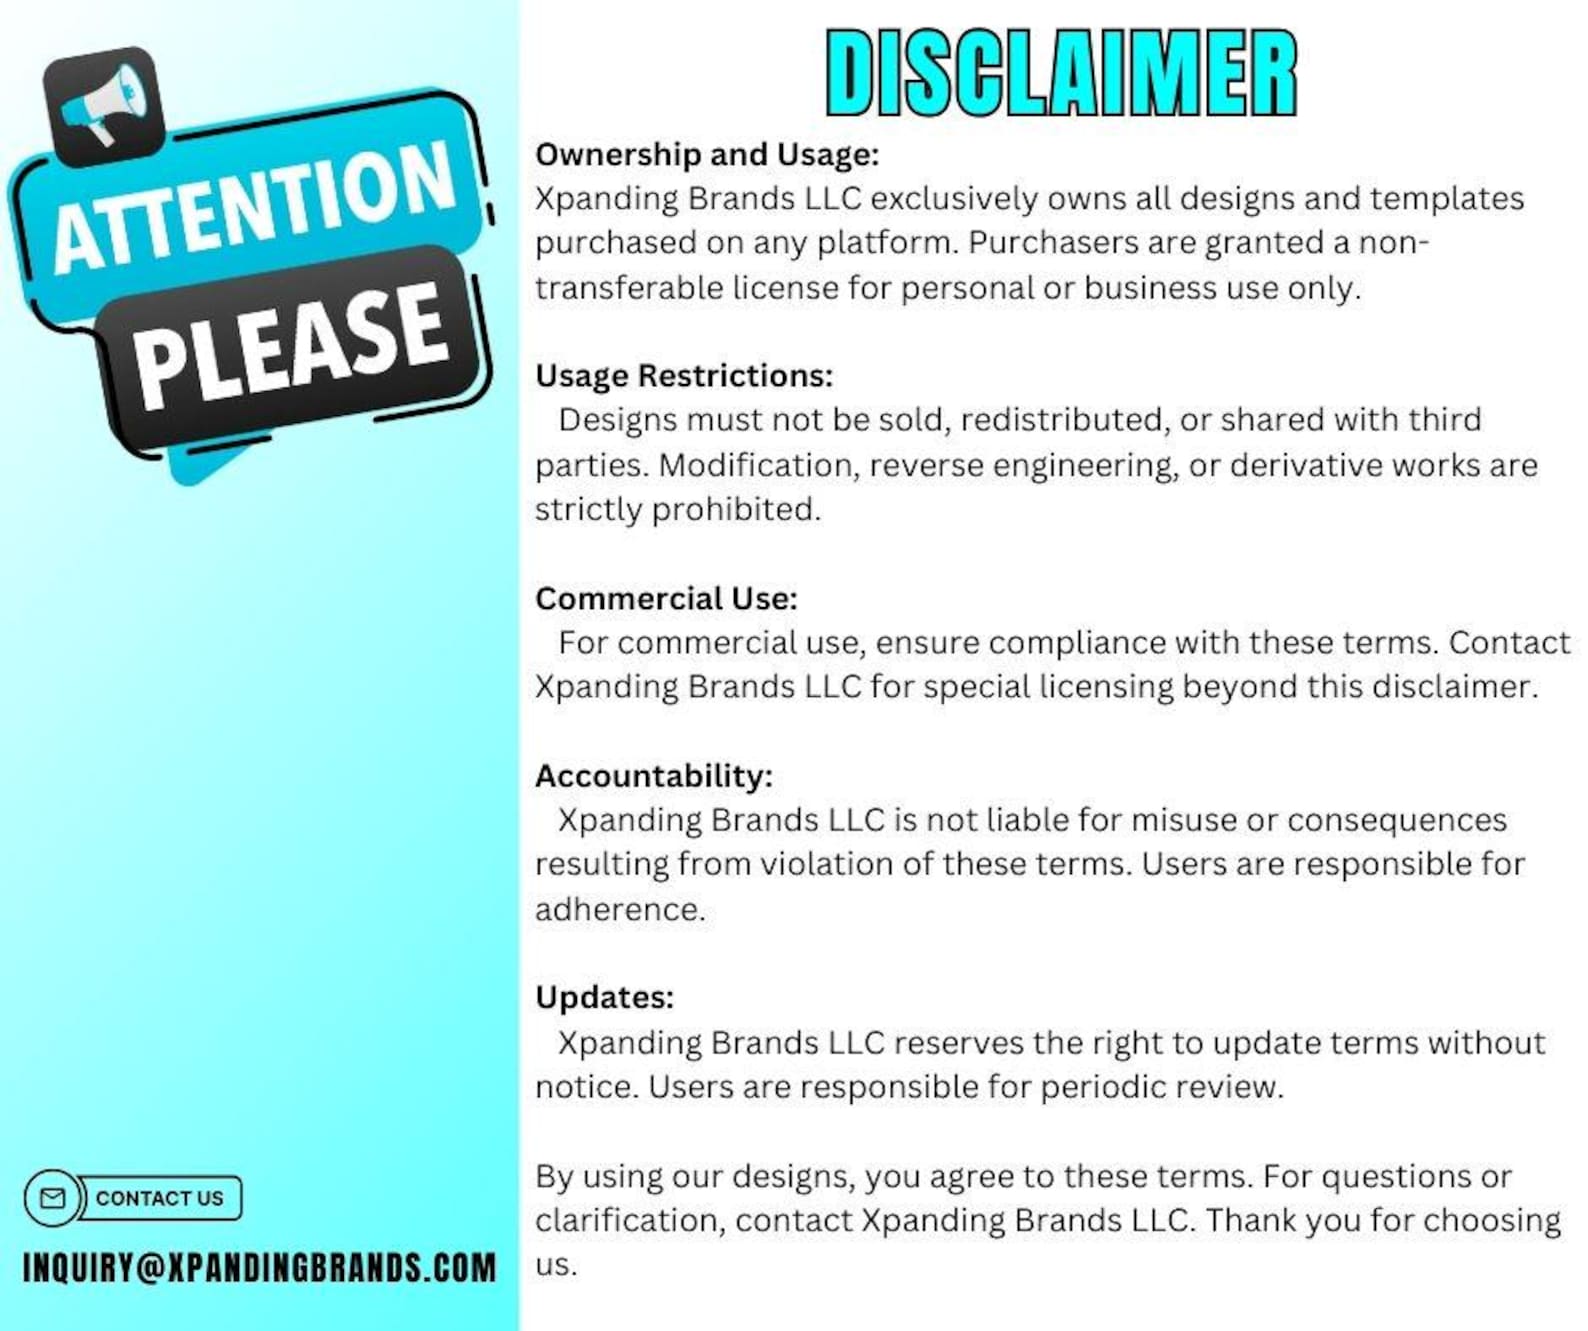 ATTENTION
PLEASE
CONTACT US
INQUIRY@XPANDINGBRANDS.COM
DISCLAIMER
Ownership and Usage:
Xpanding Brands LLC exclusively owns all designs and templates
purchased on any platform. Purchasers are granted a non-
transferable license for personal or business use only.
Usage Restrictions:
Designs must not be sold, redistributed, or shared with third
parties. Modification, reverse engineering, or derivative works are
strictly prohibited.
Commercial Use:
For commercial use, ensure compliance with these terms. Contact
Xpanding Brands LLC for special licensing beyond this disclaimer.
Accountability:
Xpanding Brands LLC is not liable for misuse or consequences
resulting from violation of these terms. Users are responsible for
adherence.
Updates:
Xpanding Brands LLC reserves the right to update terms without
notice. Users are responsible for periodic review.
By using our designs, you agree to these terms. For questions or
clarification, contact Xpanding Brands LLC. Thank you for choosing
us.